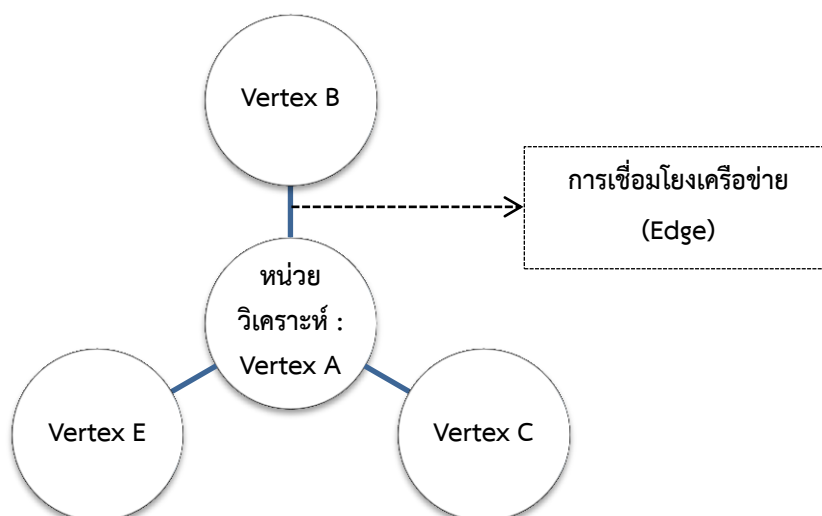 Vertex B
การเชื่อมโยงเครือข่าย
(Edge)
หน่วย
วิเคราะห์ :
Vertex A
Vertex E
Vertex C